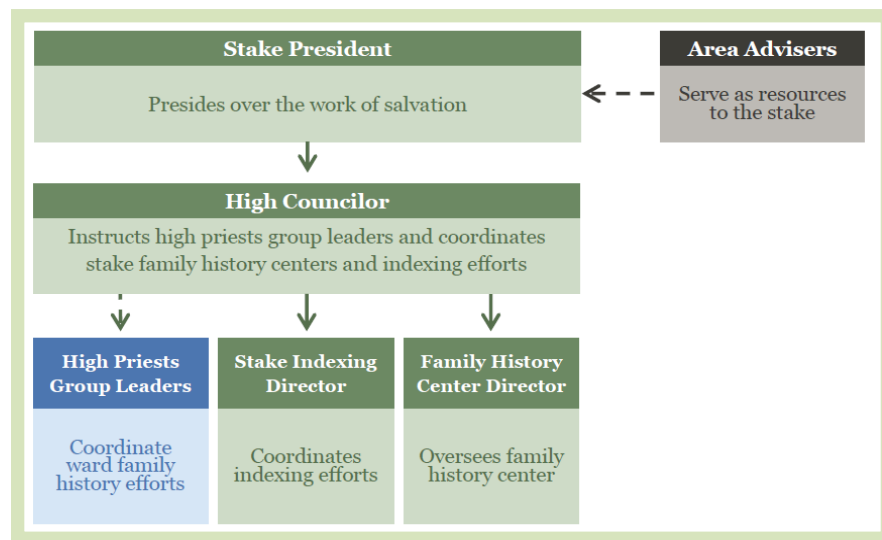 Stake President
Presides over the work of salvation
Area Advisers
Serve as resources
to the stake
High Councilor
Instructs high priests group leaders and coordinates
stake family history centers and indexing efforts
High Priests
Group Leaders
Coordinate
ward family
history efforts
Stake Indexing
Director
Coordinates
indexing efforts
Family History
Center Director
Oversees family
history center